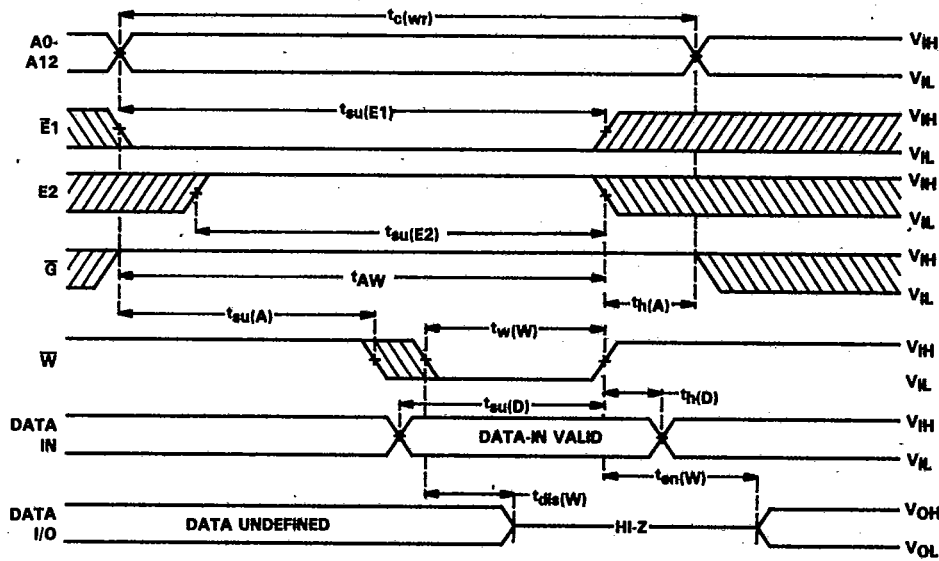 tc(wr)
A0-
A12
VIH
VIL
tsu(E1)
E̅1
VIH
VIL
E2
VIH
VIL
tsu(E2)
G̅
VIH
VIL
tAW
th(A)
tsu(A)
tw(W)
W̅
VIH
VIL
th(D)
tsu(D)
DATA
IN
DATA-IN VALID
VIH
VIL
ten(W)
tdis(W)
DATA
I/O
DATA UNDEFINED
HI-Z
VOH
VOL